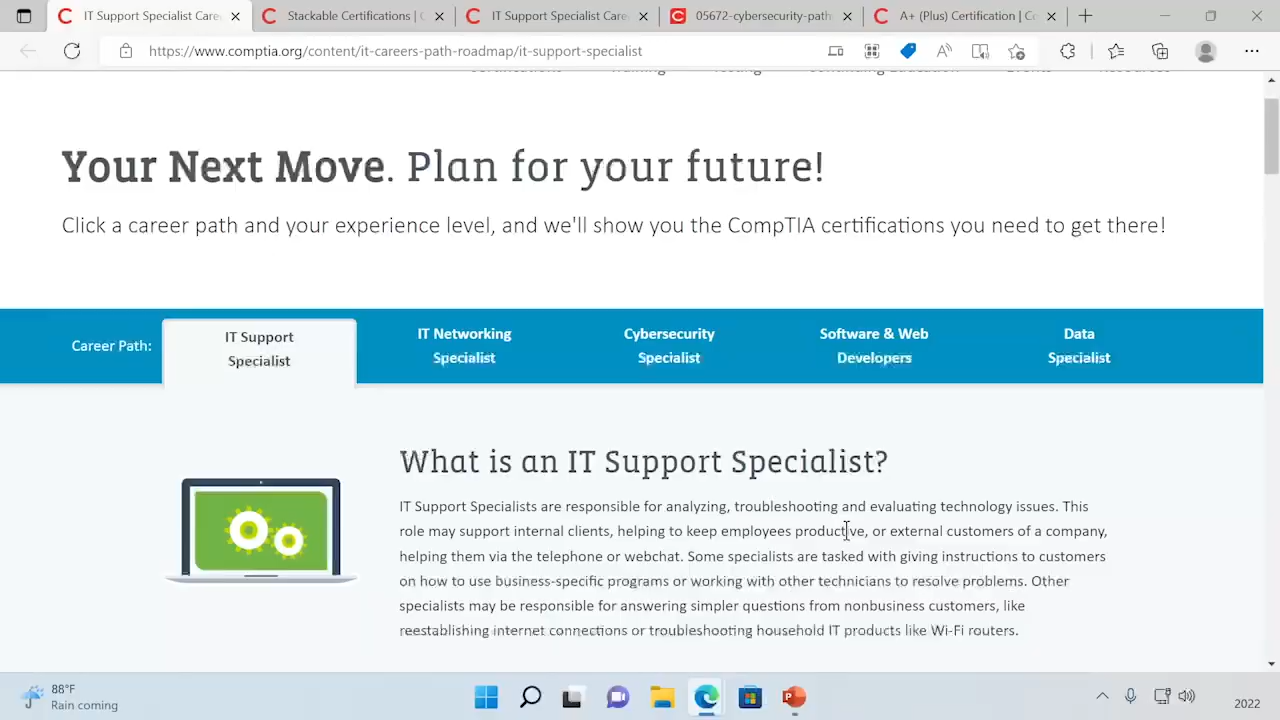 IT Support Specialist Care
Stackable Certifications | C
IT Support Specialist Career
05672-cybersecurity-path
A+ (Plus) Certification | Co
https://www.comptia.org/content/it-careers-path-roadmap/it-support-specialist
Your Next Move. Plan for your future!
Click a career path and your experience level, and we'll show you the CompTIA certifications you need to get there!
Career Path:
IT Support
Specialist
IT Networking
Specialist
Cybersecurity
Specialist
Software & Web
Developers
Data
Specialist
What is an IT Support Specialist?
IT Support Specialists are responsible for analyzing, troubleshooting and evaluating technology issues. This
role may support internal clients, helping to keep employees productive, or external customers of a company,
helping them via the telephone or webchat. Some specialists are tasked with giving instructions to customers
on how to use business-specific programs or working with other technicians to resolve problems. Other
specialists may be responsible for answering simpler questions from nonbusiness customers, like
reestablishing internet connections or troubleshooting household IT products like Wi-Fi routers.
88°F
Rain coming
2022